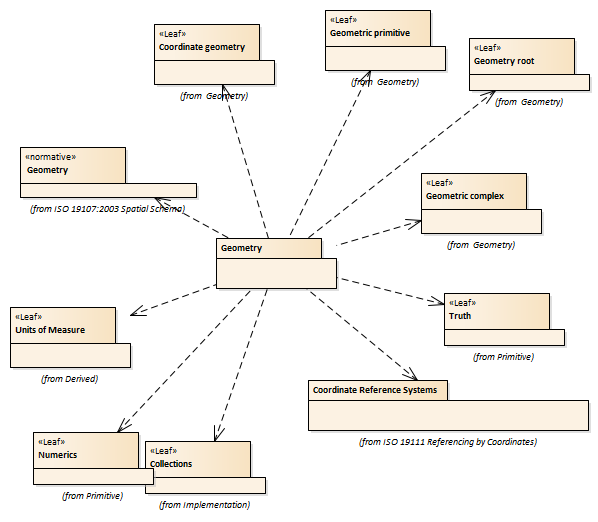 «Leaf»
Geometric primitive
(from Geometry)
«Leaf»
Coordinate geometry
(from Geometry)
«Leaf»
Geometry root
(from Geometry)
«normative»
Geometry
(from ISO 19107:2003 Spatial Schema)
«Leaf»
Geometric complex
(from Geometry)
Geometry
«Leaf»
Units of Measure
(from Derived)
«Leaf»
Truth
(from Primitive)
Coordinate Reference Systems
(from ISO 19111 Referencing by Coordinates)
«Leaf»
Numerics
(from Primitive)
«Leaf»
Collections
(from Implementation)